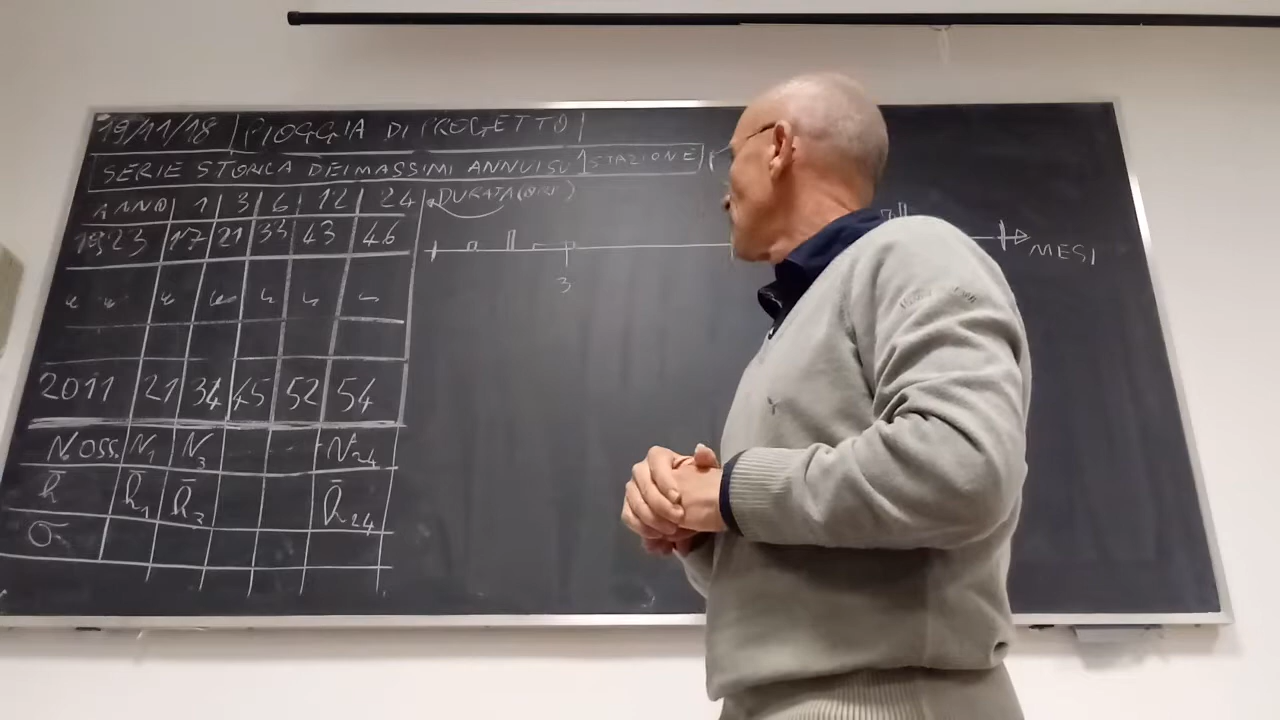 19/11/18 PIOGGIA DI PROGETTO
SERIE STORICA DEI MASSIMI ANNUI SU 1 STAZIONE
ANNO 1 3 6 12 24 DURATA (ORE)
1923 17 21 33 43 46
MESI
3
" " " " " " "
2011 21 34 45 52 54
N.OSS. N1 N3 - - - N24
h̄ h̄1 h̄3 h̄24
σ